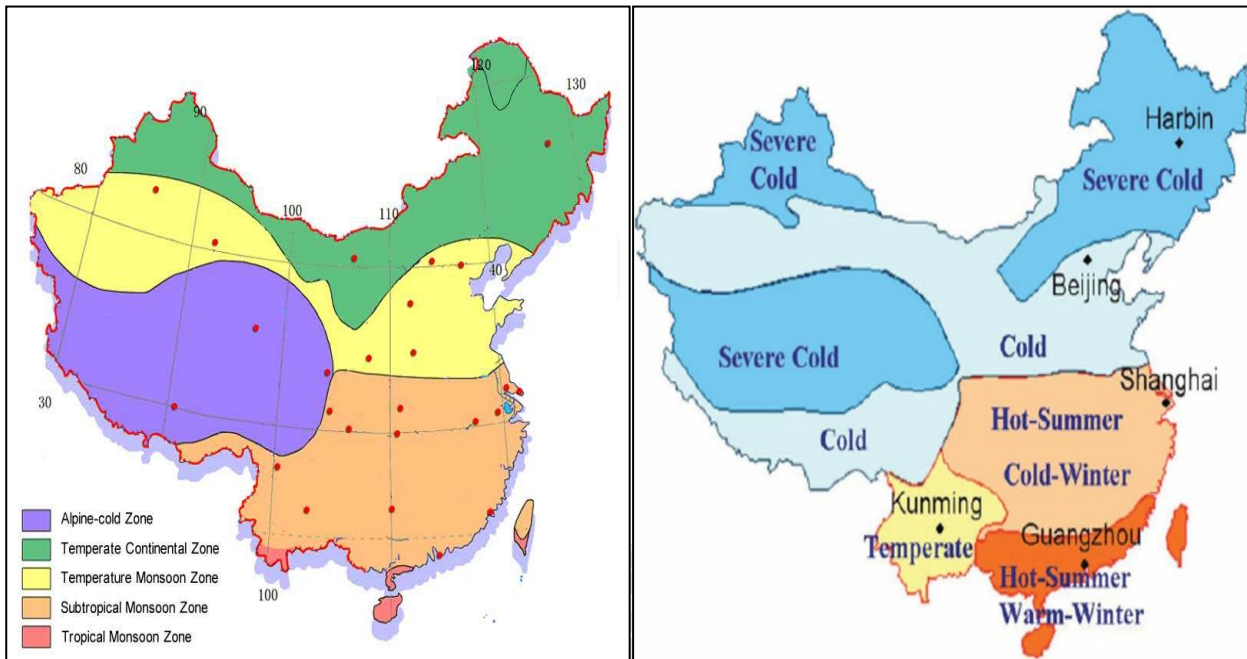 120
130
90
80
100
110
40
30
100
Alpine-cold Zone
Temperate Continental Zone
Temperature Monsoon Zone
Subtropical Monsoon Zone
Tropical Monsoon Zone
Harbin
Severe
Cold
Severe Cold
Beijing
Severe Cold
Cold
Shanghai
Hot-Summer
Cold
Cold-Winter
Kunming
Guangzhou
Temperate
Hot-Summer
Warm-Winter